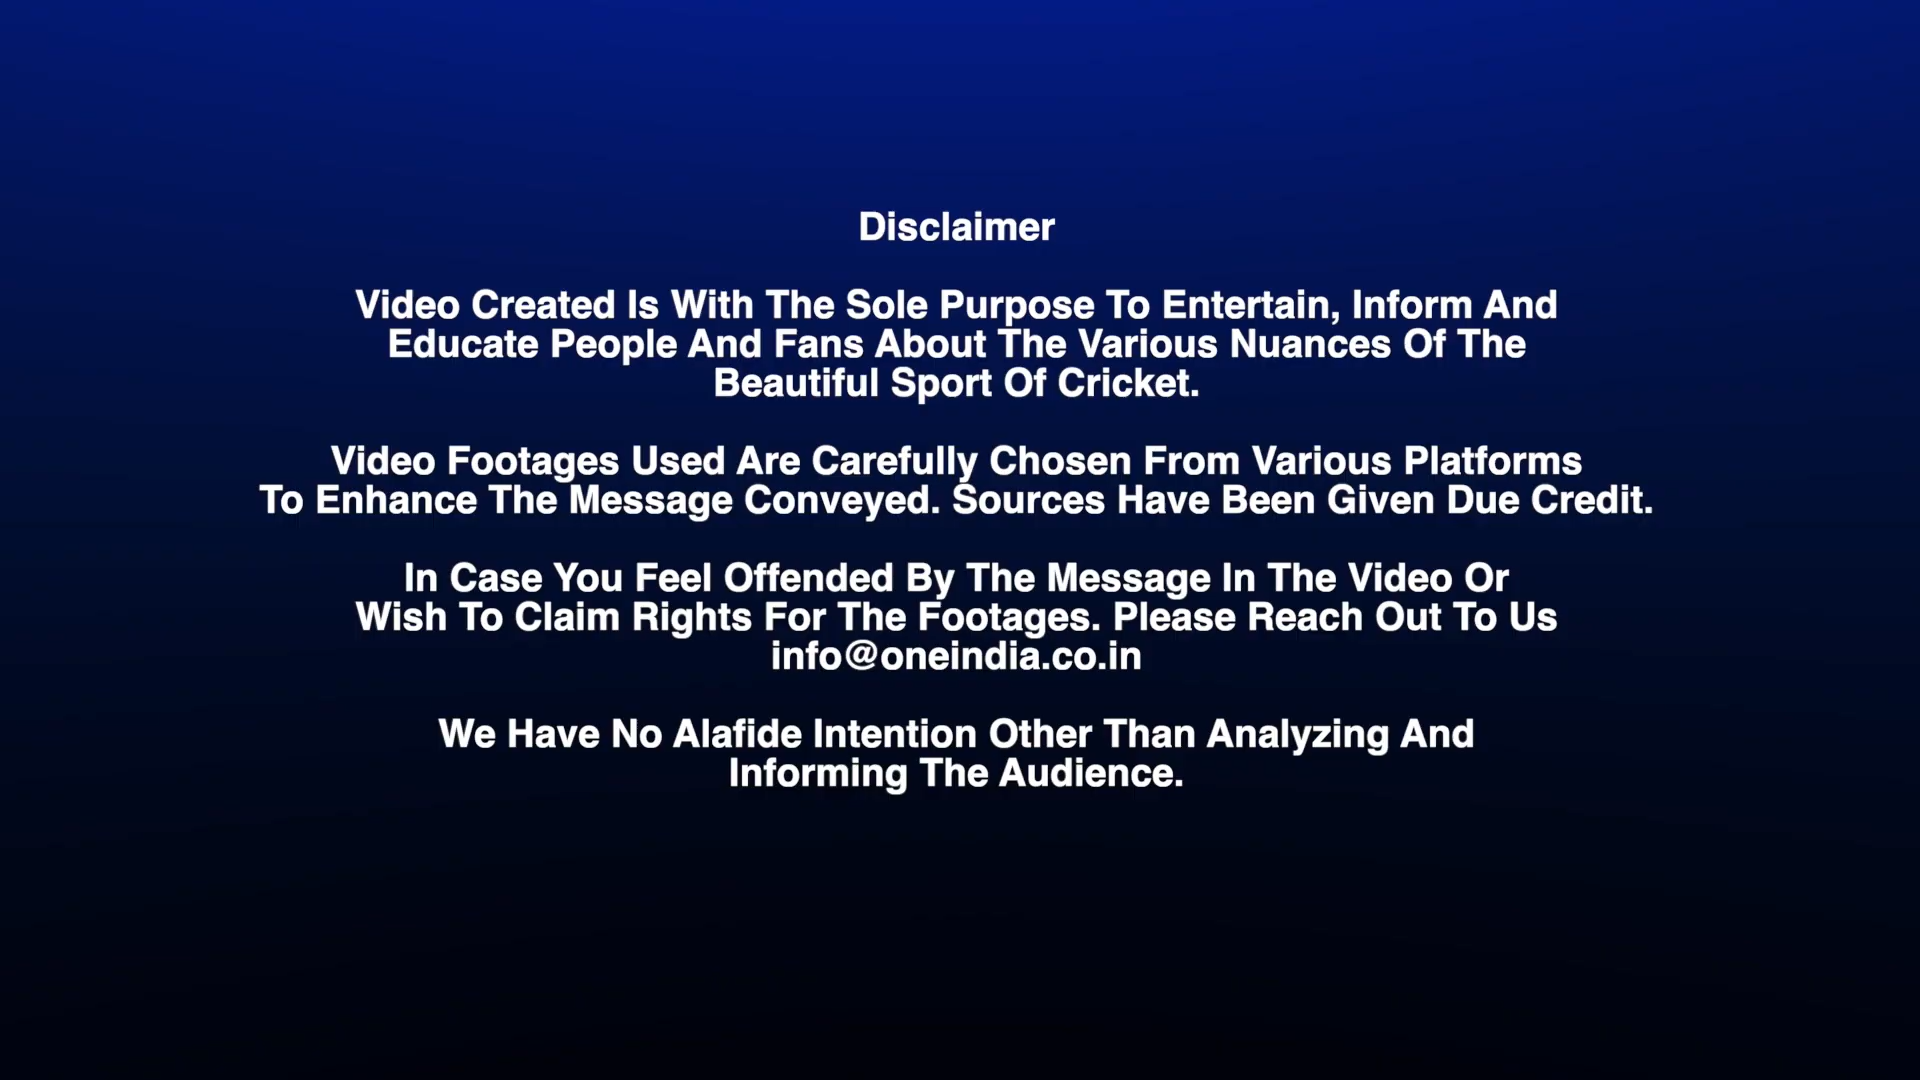 Disclaimer
Video Created Is With The Sole Purpose To Entertain, Inform And
Educate People And Fans About The Various Nuances Of The
Beautiful Sport Of Cricket.
Video Footages Used Are Carefully Chosen From Various Platforms
To Enhance The Message Conveyed. Sources Have Been Given Due Credit.
In Case You Feel Offended By The Message In The Video Or
Wish To Claim Rights For The Footages. Please Reach Out To Us
info@oneindia.co.in
We Have No Alafide Intention Other Than Analyzing And
Informing The Audience.